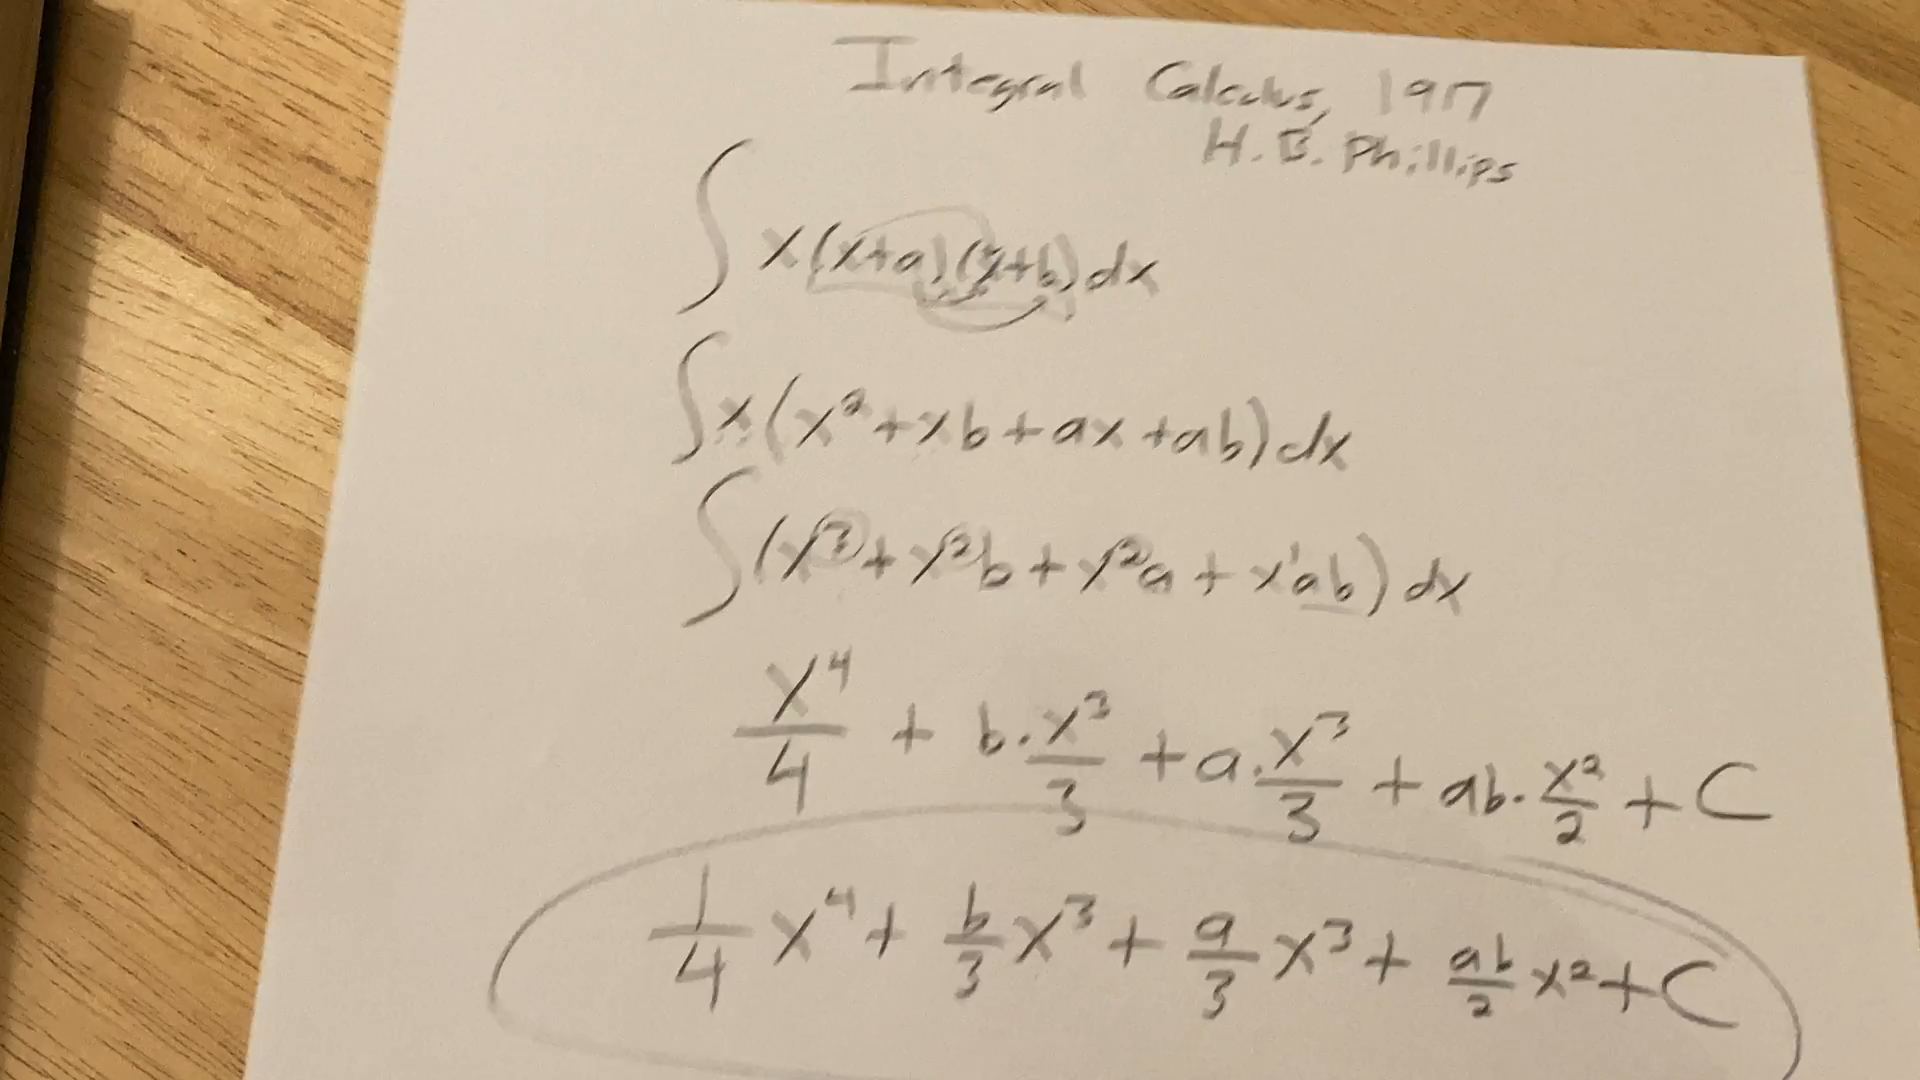 Integral Calculus, 1917
H. B. Phillips
∫ x(x+a)(x+b)dx
∫x(x²+xb+ax+ab)dx
∫(x³+x²b+x²a+x¹ab)dx
x⁴/4 + b·x³/3 + a·x³/3 + ab·x²/2 + C
1/4 x⁴ + b/3 x³ + a/3 x³ + ab/2 x² + C